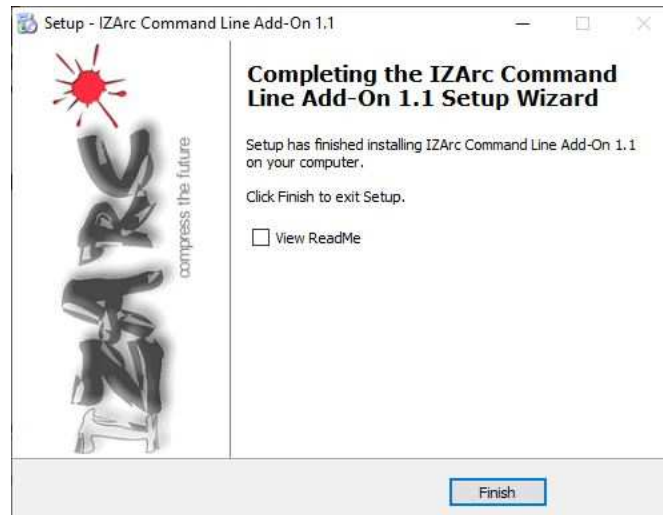 Setup - IZArc Command Line Add-On 1.1
Completing the IZArc Command
Line Add-On 1.1 Setup Wizard
Setup has finished installing IZArc Command Line Add-On 1.1
on your computer.
Click Finish to exit Setup.
View ReadMe
IZARC
compress the future
Finish